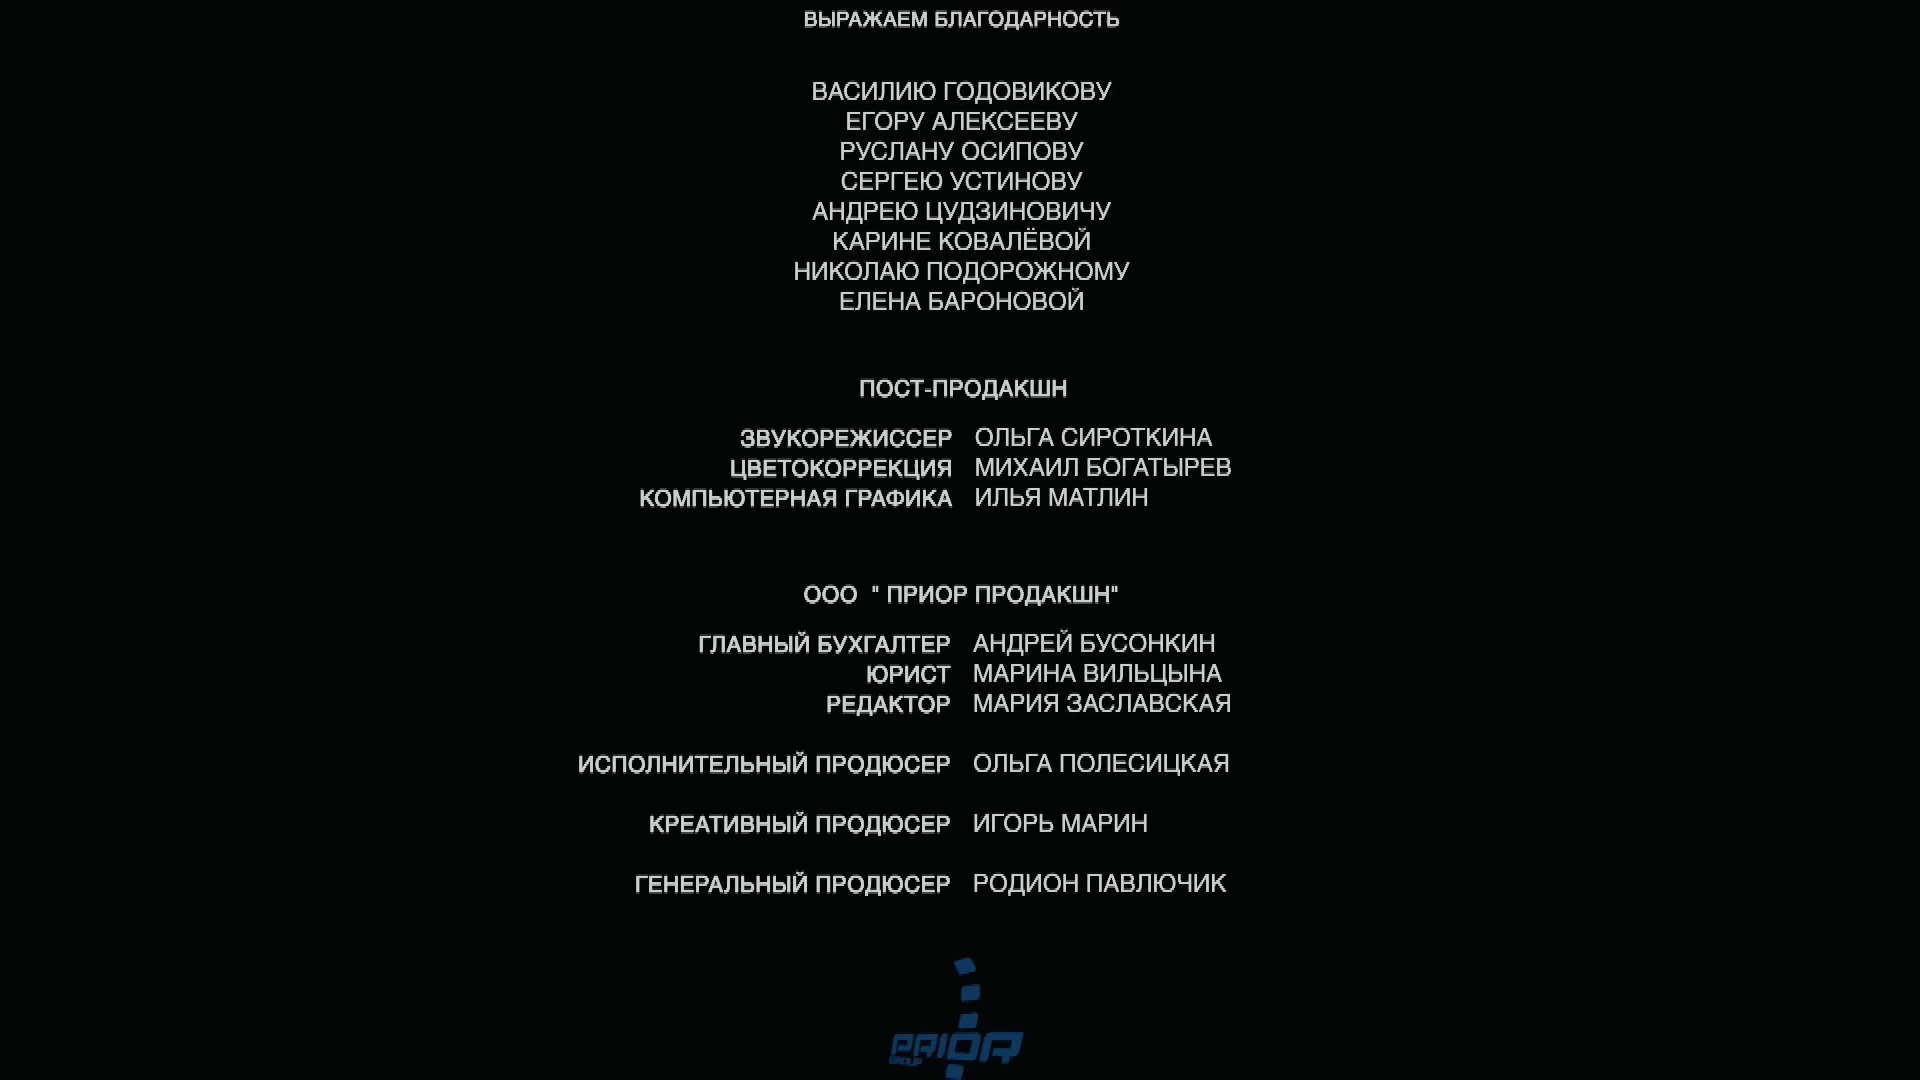 ВЫРАЖАЕМ БЛАГОДАРНОСТЬ
ВАСИЛИЮ ГОДОВИКОВУ
ЕГОРУ АЛЕКСЕЕВУ
РУСЛАНУ ОСИПОВУ
СЕРГЕЮ УСТИНОВУ
АНДРЕЮ ЦУДЗИНОВИЧУ
КАРИНЕ КОВАЛЁВОЙ
НИКОЛАЮ ПОДОРОЖНОМУ
ЕЛЕНА БАРОНОВОЙ
ПОСТ-ПРОДАКШН
ЗВУКОРЕЖИССЕР ОЛЬГА СИРОТКИНА
ЦВЕТОКОРРЕКЦИЯ МИХАИЛ БОГАТЫРЕВ
КОМПЬЮТЕРНАЯ ГРАФИКА ИЛЬЯ МАТЛИН
ООО " ПРИОР ПРОДАКШН"
ГЛАВНЫЙ БУХГАЛТЕР АНДРЕЙ БУСОНКИН
ЮРИСТ МАРИНА ВИЛЬЦЫНА
РЕДАКТОР МАРИЯ ЗАСЛАВСКАЯ
ИСПОЛНИТЕЛЬНЫЙ ПРОДЮСЕР ОЛЬГА ПОЛЕСИЦКАЯ
КРЕАТИВНЫЙ ПРОДЮСЕР ИГОРЬ МАРИН
ГЕНЕРАЛЬНЫЙ ПРОДЮСЕР РОДИОН ПАВЛЮЧИК
PRIOR
GROUP